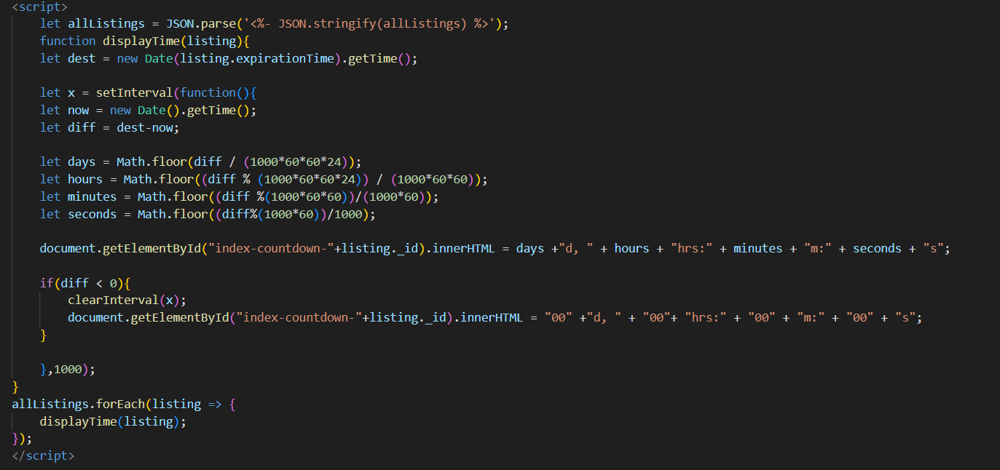 <script>
let allListings = JSON.parse('<%- JSON.stringify(allListings) %>');
function displayTime(listing){
let dest = new Date(listing.expirationTime).getTime();
let x = setInterval(function(){
let now = new Date().getTime();
let diff = dest-now;
let days = Math.floor(diff / (1000*60*60*24));
let hours = Math.floor((diff % (1000*60*60*24)) / (1000*60*60));
let minutes = Math.floor((diff %(1000*60*60))/(1000*60));
let seconds = Math.floor((diff%(1000*60))/1000);
document.getElementById("index-countdown-"+listing._id).innerHTML = days +"d, " + hours + "hrs:" + minutes + "m:" + seconds + "s";
if(diff < 0){
clearInterval(x);
document.getElementById("index-countdown-"+listing._id).innerHTML = "00" +"d, " + "00"+ "hrs:" + "00" + "m:" + "00" + "s";
}
},1000);
}
allListings.forEach(listing => {
displayTime(listing);
});
</script>